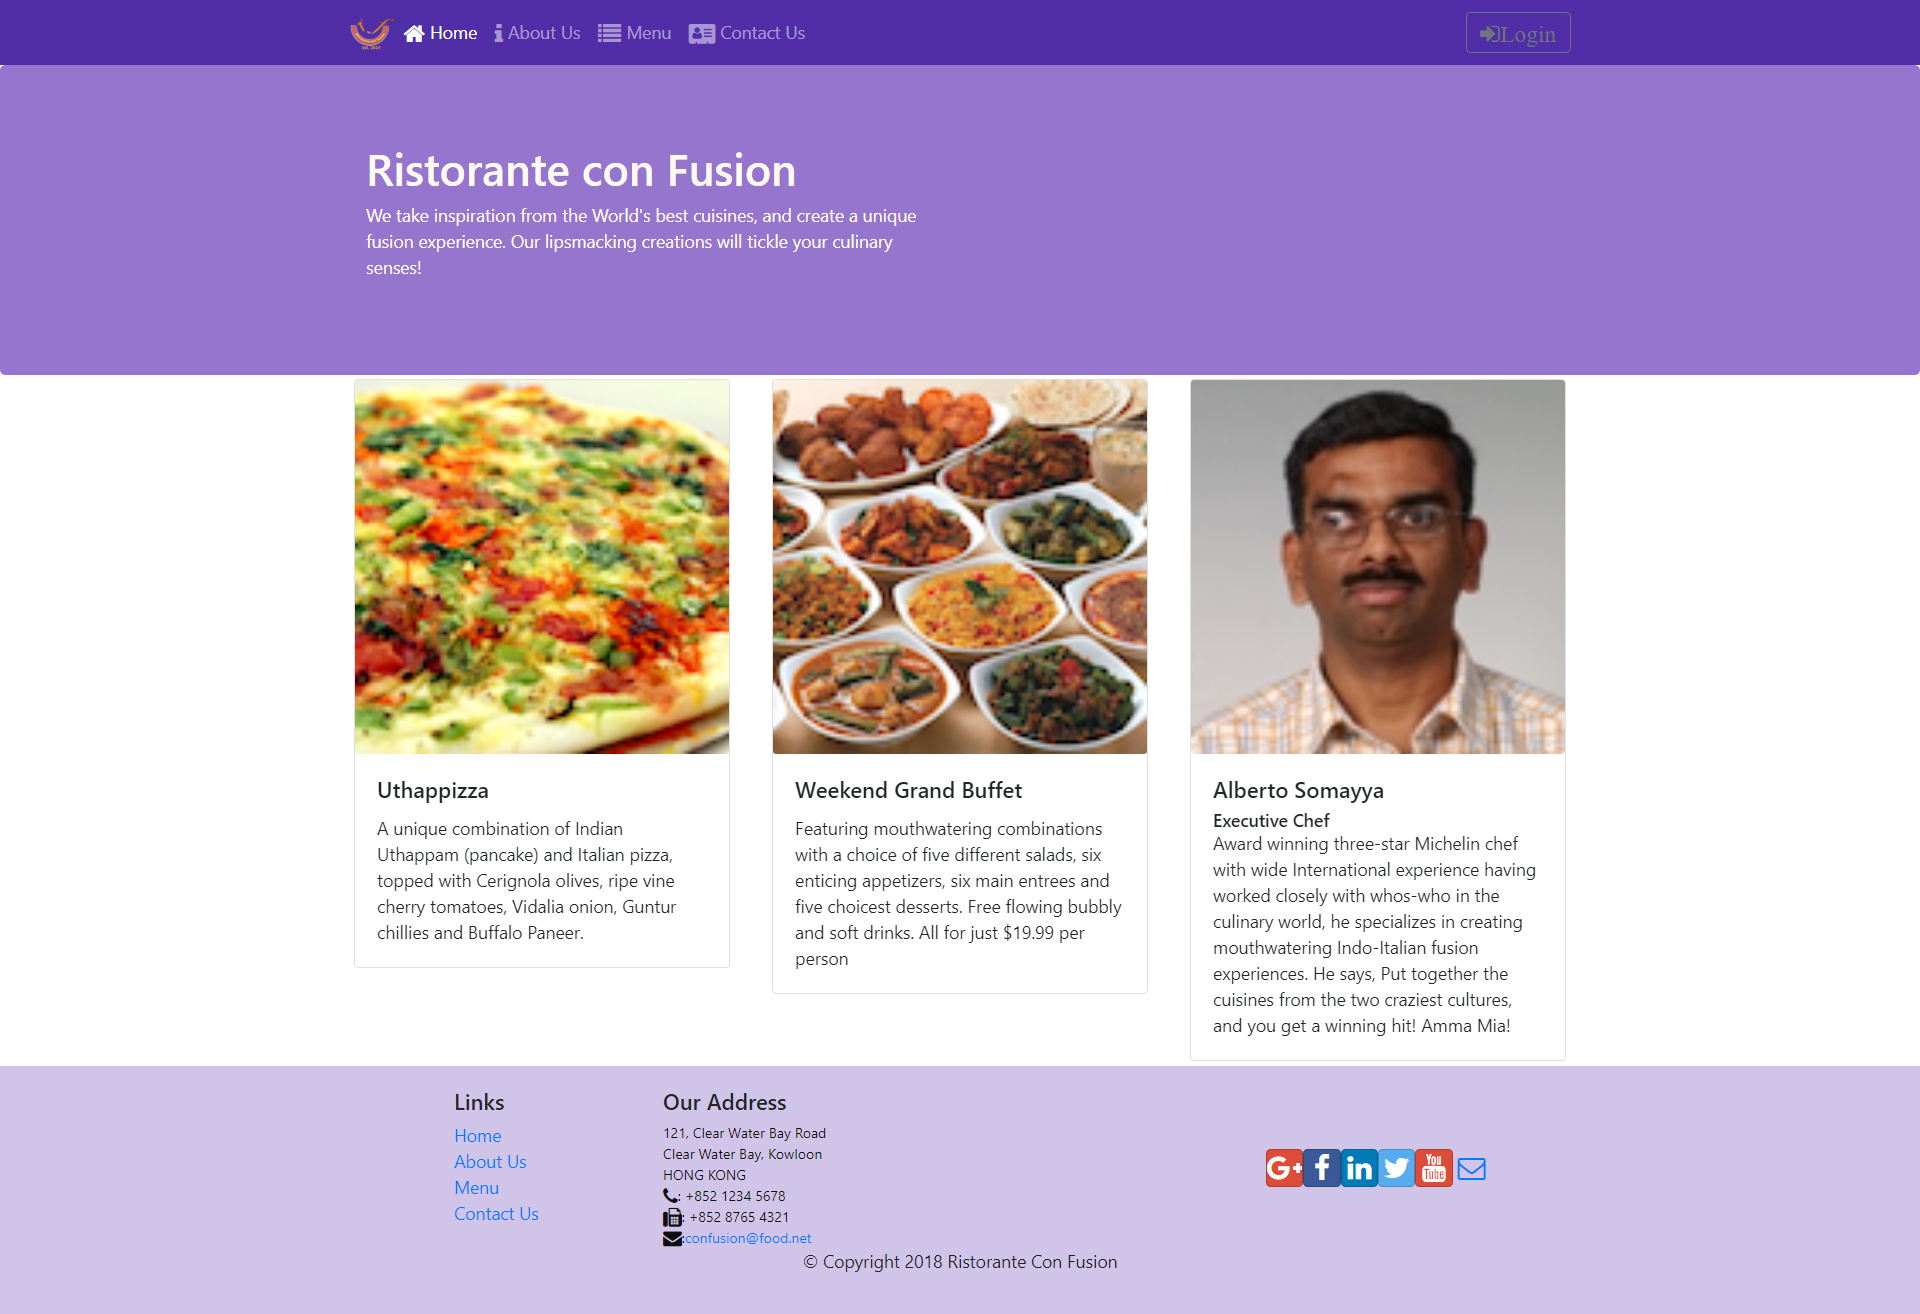 Home About Us Menu Contact Us Login
Ristorante con Fusion
We take inspiration from the World's best cuisines, and create a unique
fusion experience. Our lipsmacking creations will tickle your culinary
senses!
Uthappizza
A unique combination of Indian
Uthappam (pancake) and Italian pizza,
topped with Cerignola olives, ripe vine
cherry tomatoes, Vidalia onion, Guntur
chillies and Buffalo Paneer.
Weekend Grand Buffet
Featuring mouthwatering combinations
with a choice of five different salads, six
enticing appetizers, six main entrees and
five choicest desserts. Free flowing bubbly
and soft drinks. All for just $19.99 per
person
Alberto Somayya
Executive Chef
Award winning three-star Michelin chef
with wide International experience having
worked closely with whos-who in the
culinary world, he specializes in creating
mouthwatering Indo-Italian fusion
experiences. He says, Put together the
cuisines from the two craziest cultures,
and you get a winning hit! Amma Mia!
Links
Home
About Us
Menu
Contact Us
Our Address
121, Clear Water Bay Road
Clear Water Bay, Kowloon
HONG KONG
: +852 1234 5678
: +852 8765 4321
:confusion@food.net
G+ f in You Tube
© Copyright 2018 Ristorante Con Fusion